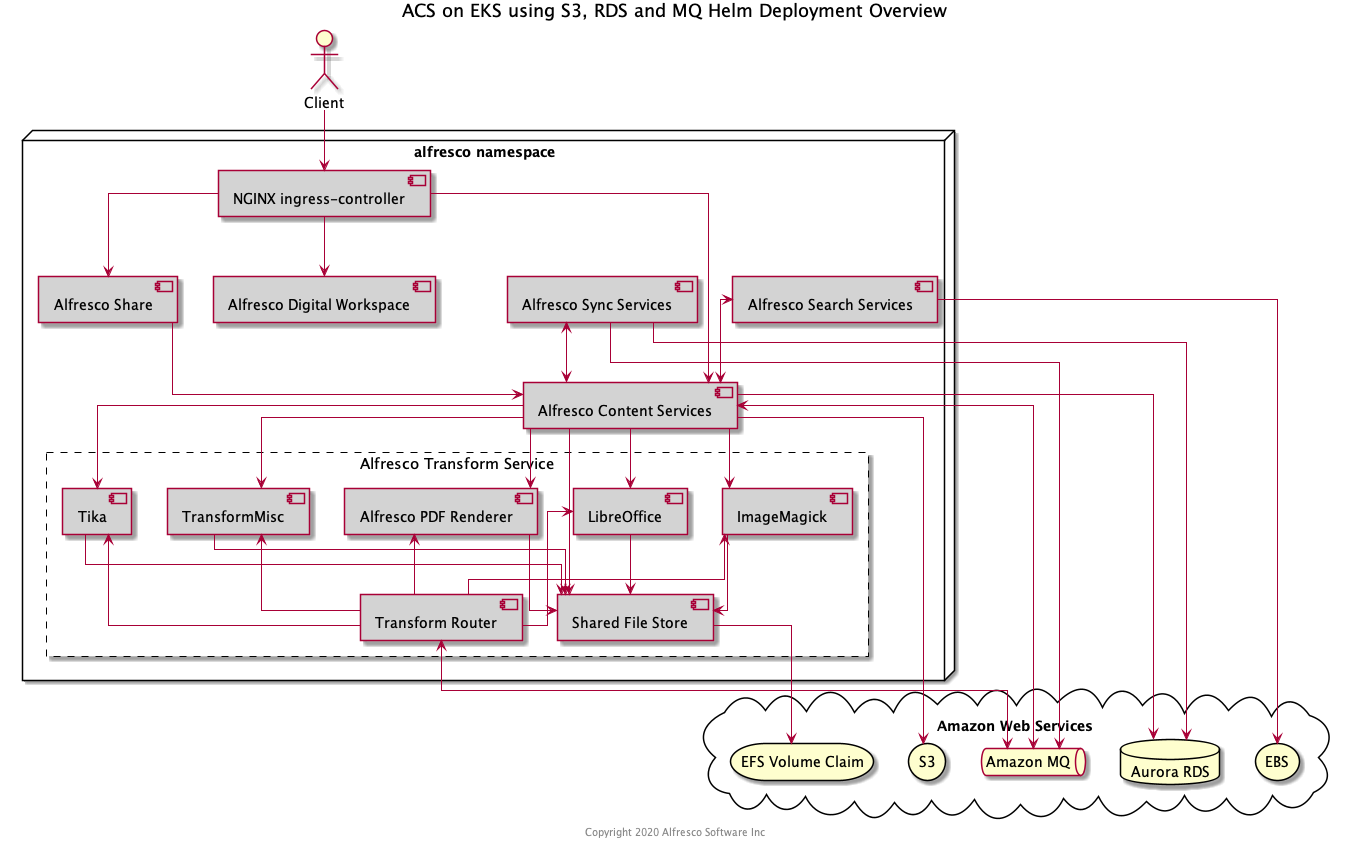 ACS on EKS using S3, RDS and MQ Helm Deployment Overview
Client
alfresco namespace
NGINX ingress-controller
Alfresco Share
Alfresco Digital Workspace
Alfresco Sync Services
Alfresco Search Services
Alfresco Content Services
Alfresco Transform Service
Tika
TransformMisc
Alfresco PDF Renderer
LibreOffice
ImageMagick
Transform Router
Shared File Store
Amazon Web Services
EFS Volume Claim
S3
Amazon MQ
Aurora RDS
EBS
Copyright 2020 Alfresco Software Inc